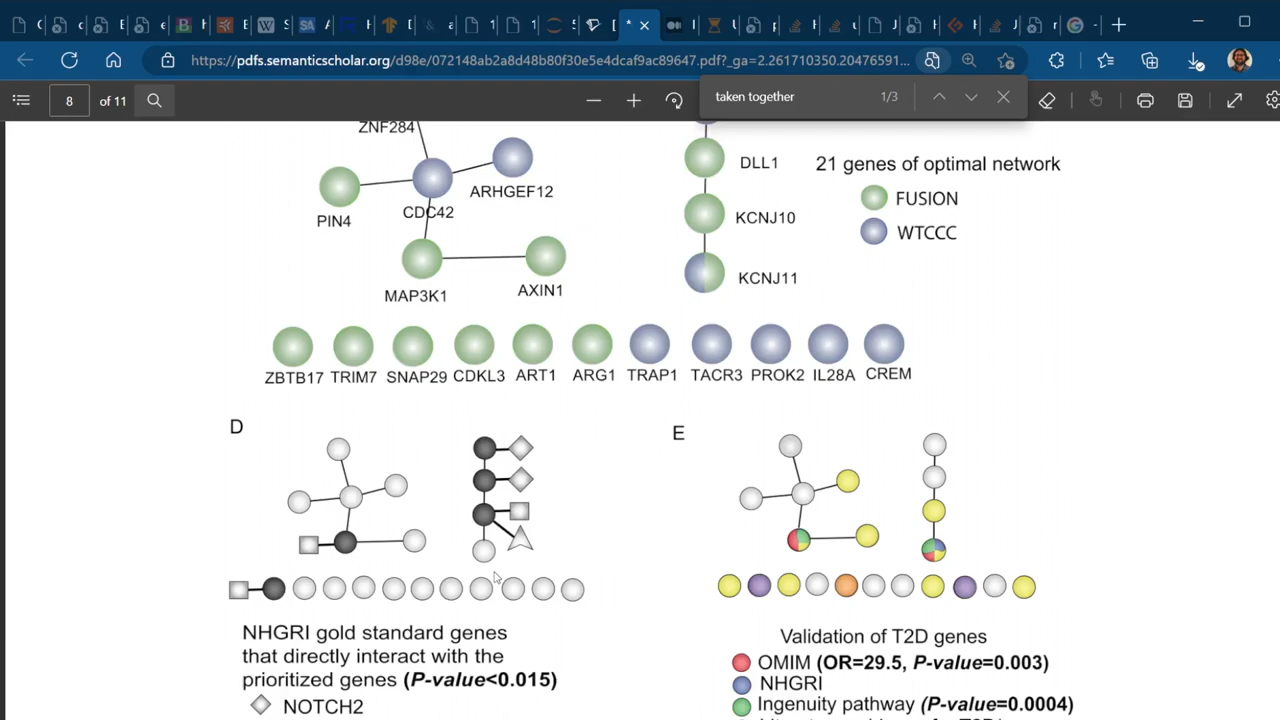 https://pdfs.semanticscholar.org/d98e/072148ab2a8d48b80f30e5e4dcaf9ac89647.pdf?_ga=2.261710350.20476591...
8 of 11
taken together 1/3
ZNF284
ARHGEF12
PIN4
CDC42
MAP3K1
AXIN1
DLL1
KCNJ10
KCNJ11
21 genes of optimal network
FUSION
WTCCC
ZBTB17 TRIM7 SNAP29 CDKL3 ART1 ARG1 TRAP1 TACR3 PROK2 IL28A CREM
D
E
NHGRI gold standard genes
that directly interact with the
prioritized genes (P-value<0.015)
NOTCH2
Validation of T2D genes
OMIM (OR=29.5, P-value=0.003)
NHGRI
Ingenuity pathway (P-value=0.0004)